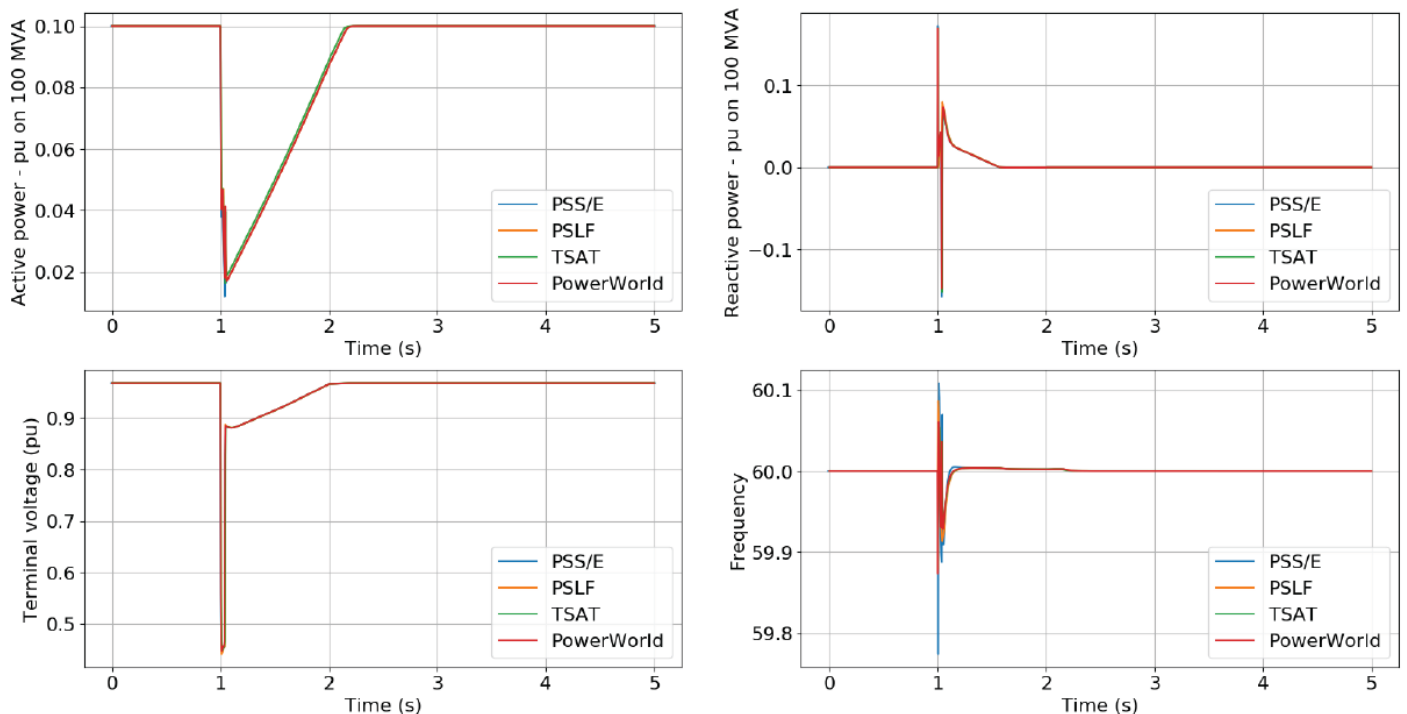 Active power - pu on 100 MVA
0.10
0.08
0.06
0.04
0.02
PSS/E
PSLF
TSAT
PowerWorld
0 1 2 3 4 5
Time (s)
Reactive power - pu on 100 MVA
0.1
0.0
−0.1
PSS/E
PSLF
TSAT
PowerWorld
0 1 2 3 4 5
Time (s)
Terminal voltage (pu)
0.9
0.8
0.7
0.6
0.5
PSS/E
PSLF
TSAT
PowerWorld
0 1 2 3 4 5
Time (s)
Frequency
60.1
60.0
59.9
59.8
PSS/E
PSLF
TSAT
PowerWorld
0 1 2 3 4 5
Time (s)